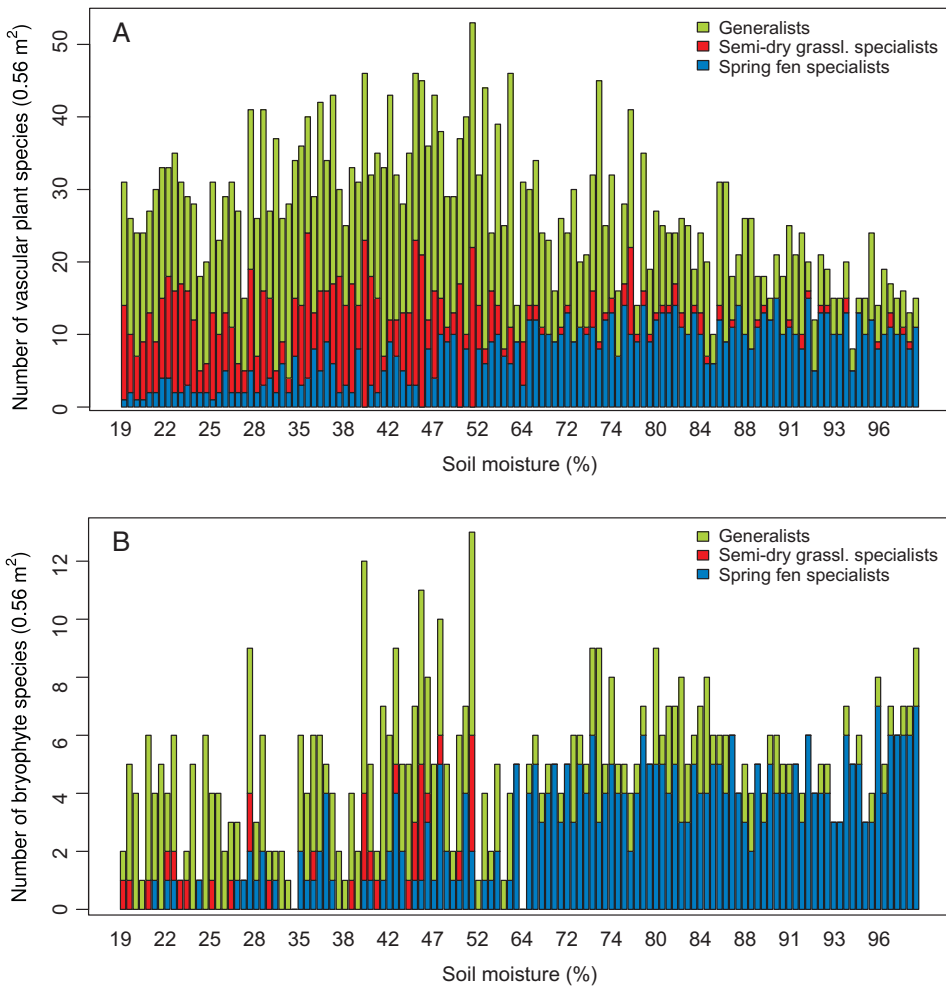 A
Generalists
Semi-dry grassl. specialists
Spring fen specialists
Number of vascular plant species (0.56 m²)
50
40
30
20
10
0
19 22 25 28 35 38 42 47 52 64 72 74 80 84 88 91 93 96
Soil moisture (%)
B
Generalists
Semi-dry grassl. specialists
Spring fen specialists
Number of bryophyte species (0.56 m²)
12
10
8
6
4
2
0
19 22 25 28 35 38 42 47 52 64 72 74 80 84 88 91 93 96
Soil moisture (%)